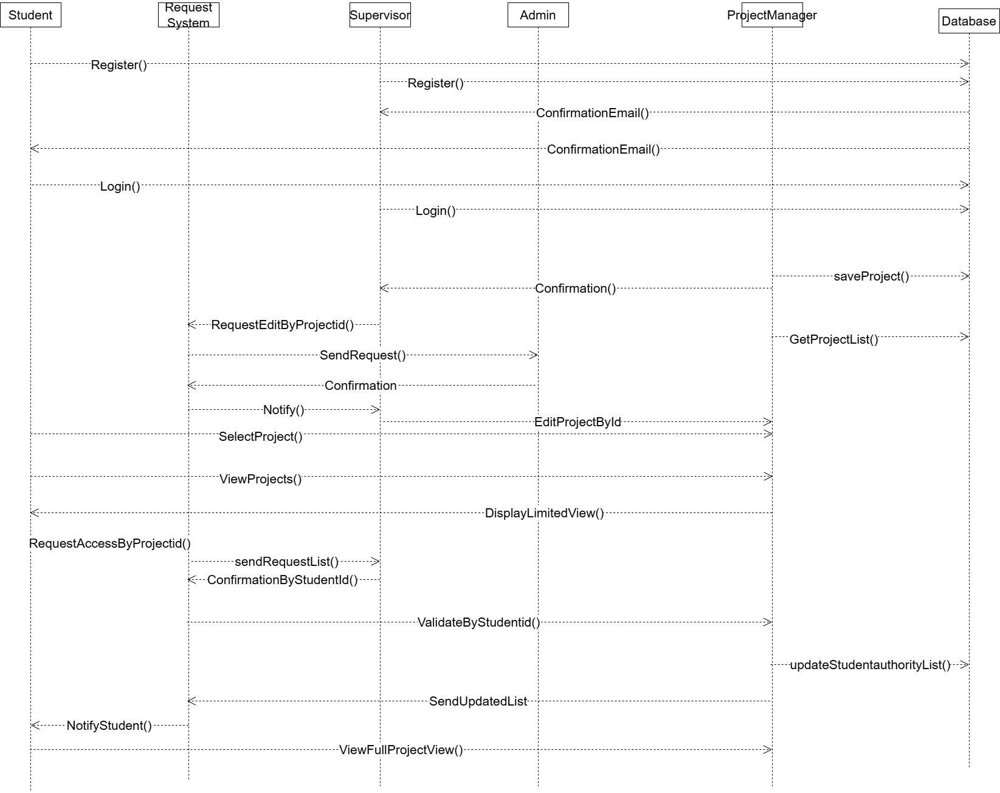 Student
Request
System
Supervisor
Admin
ProjectManager
Database
Register()
Register()
ConfirmationEmail()
ConfirmationEmail()
Login()
Login()
saveProject()
Confirmation()
RequestEditByProjectid()
GetProjectList()
SendRequest()
Confirmation
Notify()
EditProjectById
SelectProject()
ViewProjects()
DisplayLimitedView()
RequestAccessByProjectid()
sendRequestList()
ConfirmationByStudentId()
ValidateByStudentid()
updateStudentauthorityList()
SendUpdatedList
NotifyStudent()
ViewFullProjectView()